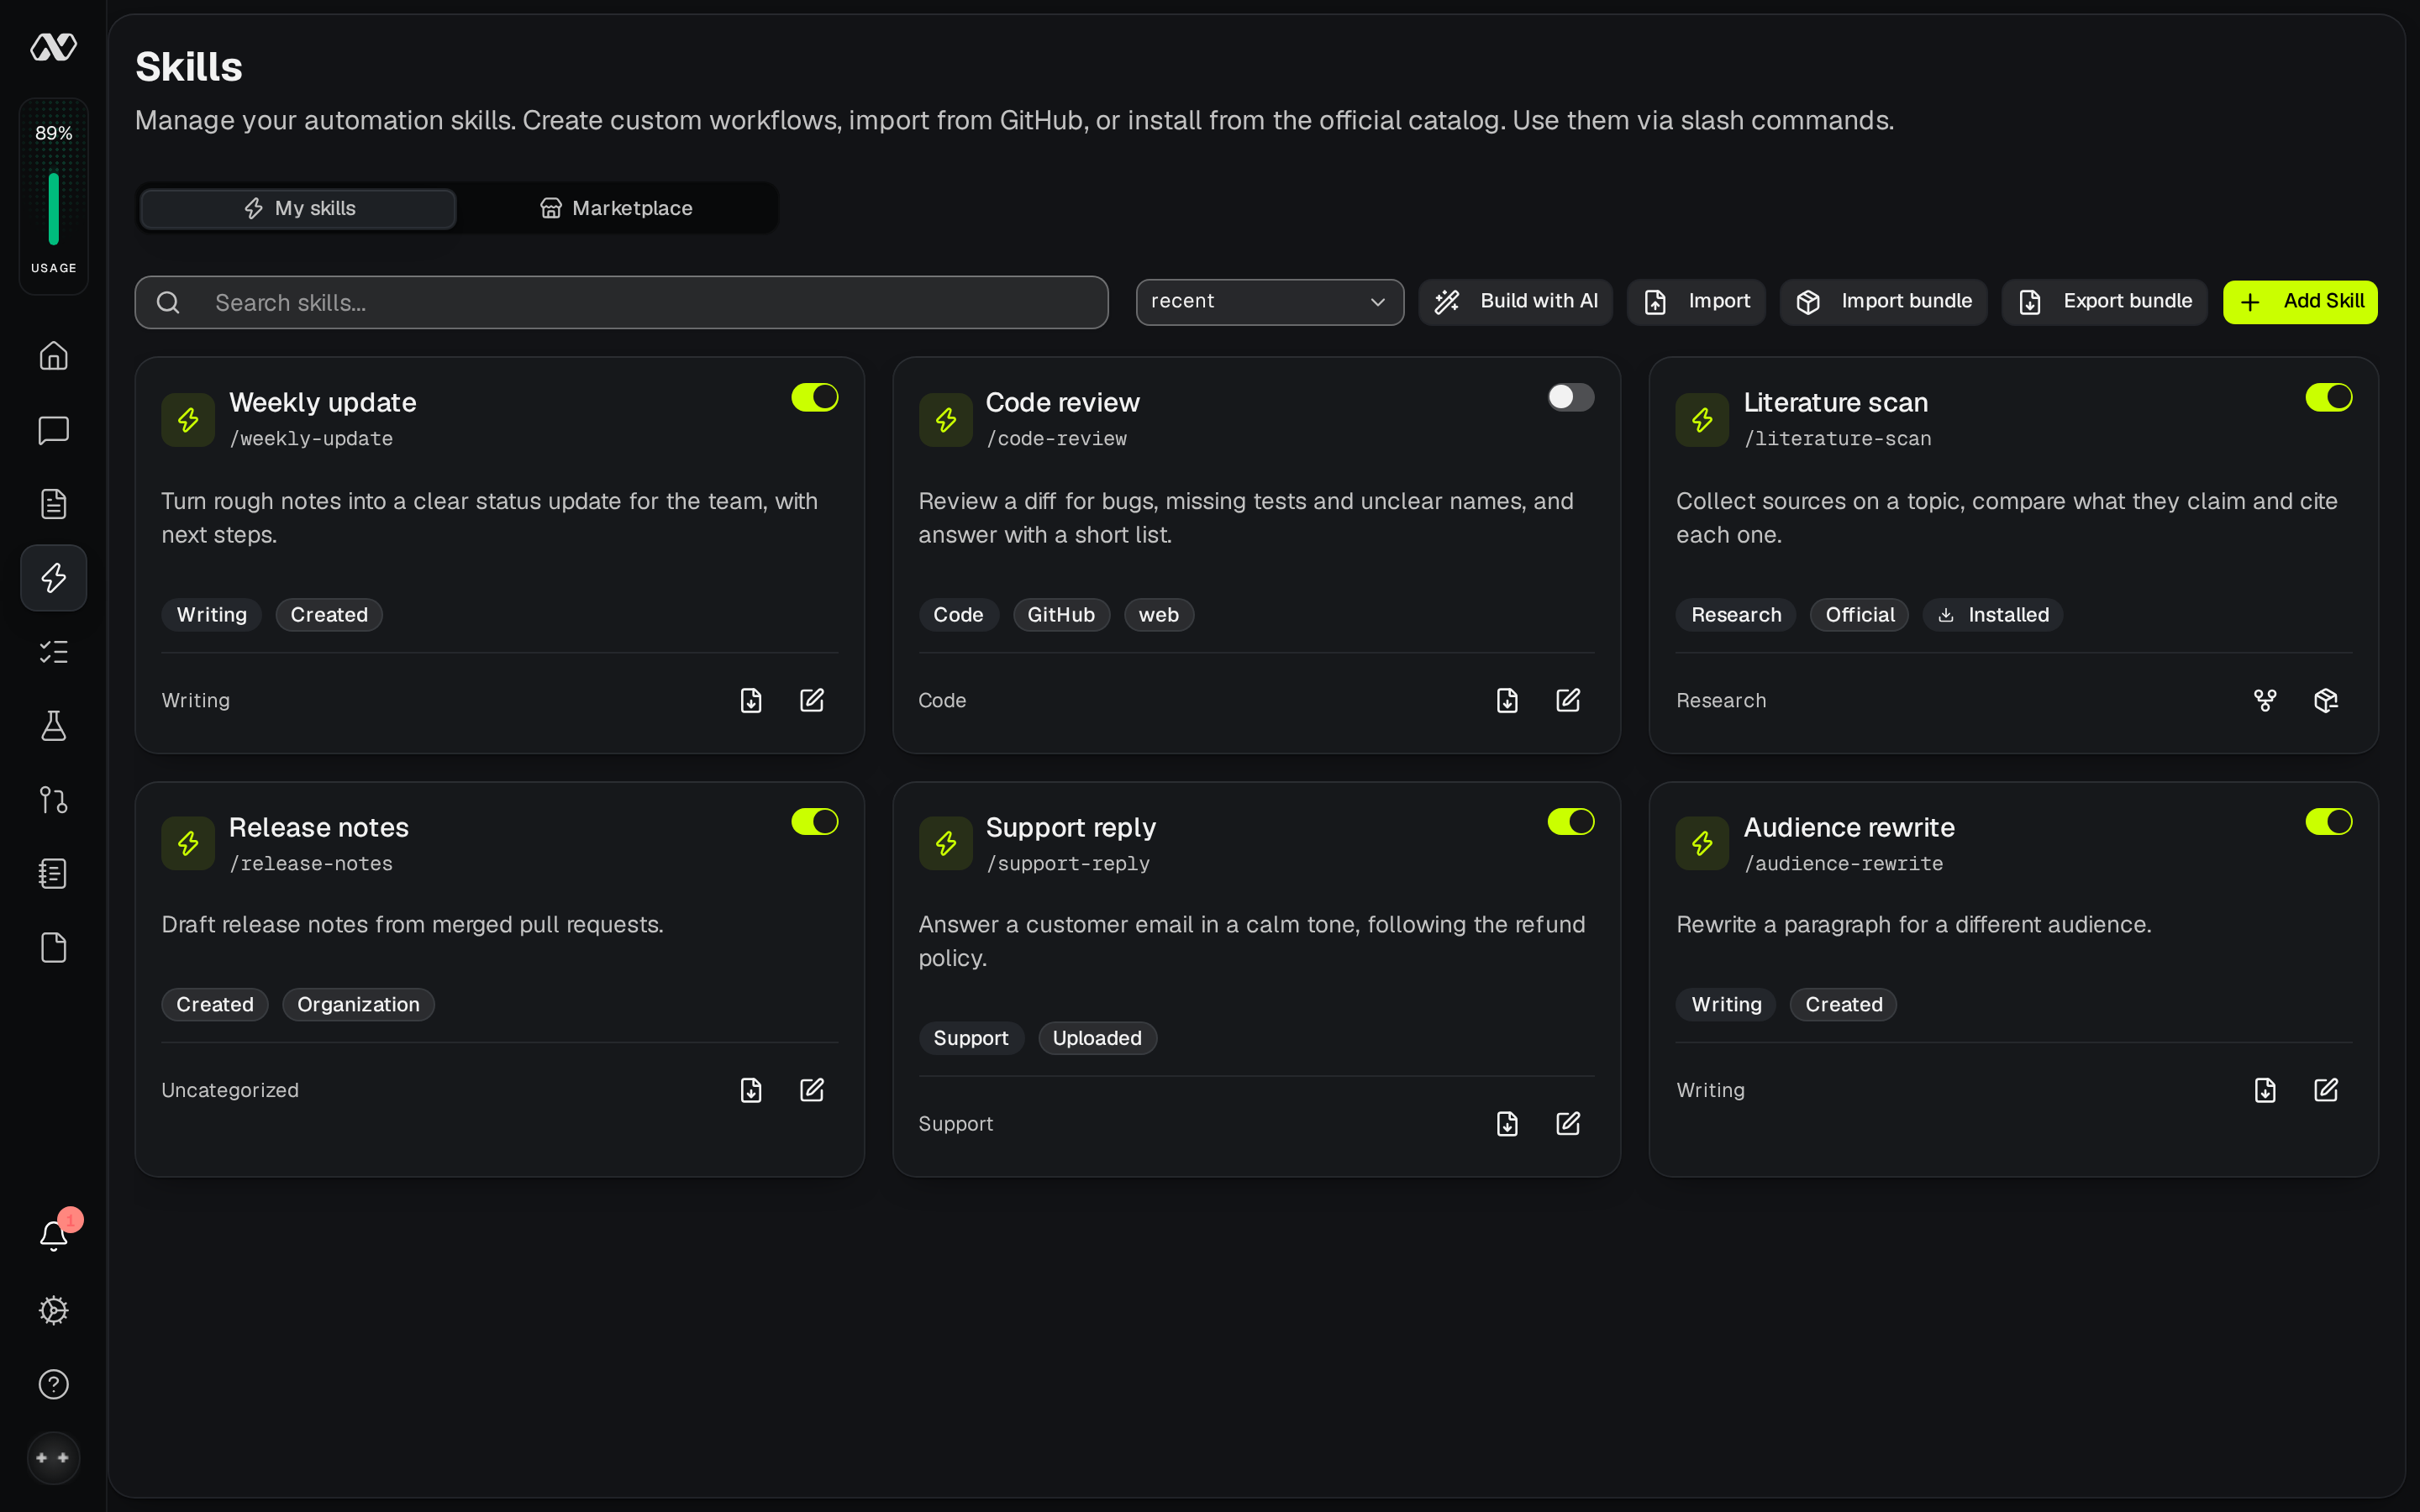 89%
USAGE
1
Skills
Manage your automation skills. Create custom workflows, import from GitHub, or install from the official catalog. Use them via slash commands.
My skills
Marketplace
Search skills...
recent
Build with AI
Import
Import bundle
Export bundle
Add Skill
Weekly update
/weekly-update
Turn rough notes into a clear status update for the team, with
next steps.
Writing
Created
Writing
Code review
/code-review
Review a diff for bugs, missing tests and unclear names, and
answer with a short list.
Code
GitHub
web
Code
Literature scan
/literature-scan
Collect sources on a topic, compare what they claim and cite
each one.
Research
Official
Installed
Research
Release notes
/release-notes
Draft release notes from merged pull requests.
Created
Organization
Uncategorized
Support reply
/support-reply
Answer a customer email in a calm tone, following the refund
policy.
Support
Uploaded
Support
Audience rewrite
/audience-rewrite
Rewrite a paragraph for a different audience.
Writing
Created
Writing